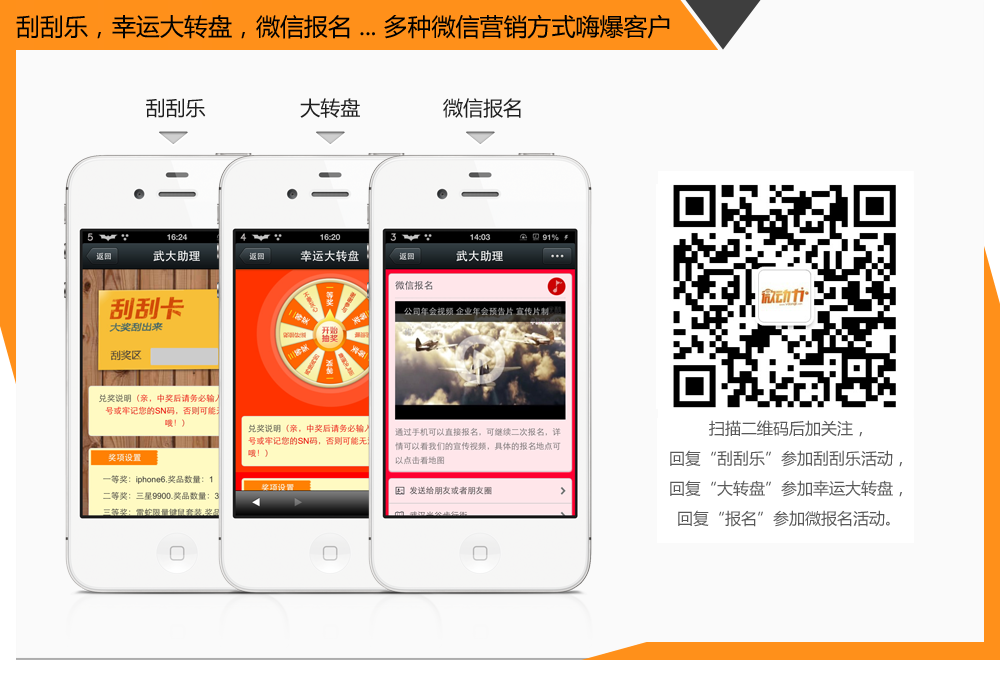 刮刮乐，幸运大转盘，微信报名 ... 多种微信营销方式嗨爆客户
刮刮乐
大转盘
微信报名
5 16:24
返回 武大助理
刮刮卡
大奖刮出来
刮奖区
兑奖说明（亲，中奖后请务必输入
号或牢记您的SN码，否则可能无
哦！）
奖项设置
一等奖：iphone6.奖品数量：1
二等奖：三星9900.奖品数量：3
三等奖：雷蛇限量键鼠套装.奖品
4 16:20
返回 幸运大转盘
一等奖
开始
抽奖
兑奖说明（亲，中奖后请务必输入
号或牢记您的SN码，否则可能无法
哦！）
奖项设置
3 14:03 91%
返回 武大助理
微信报名
公司年会视频 企业年会预告片 宣传片制
通过手机可以直接报名，可继续二次报名，详
情可以看我们的宣传视频，具体的报名地点可
以点击看地图
发送给朋友或者朋友圈
微动力
扫描二维码后加关注，
回复“刮刮乐”参加刮刮乐活动，
回复“大转盘”参加幸运大转盘，
回复“报名”参加微报名活动。